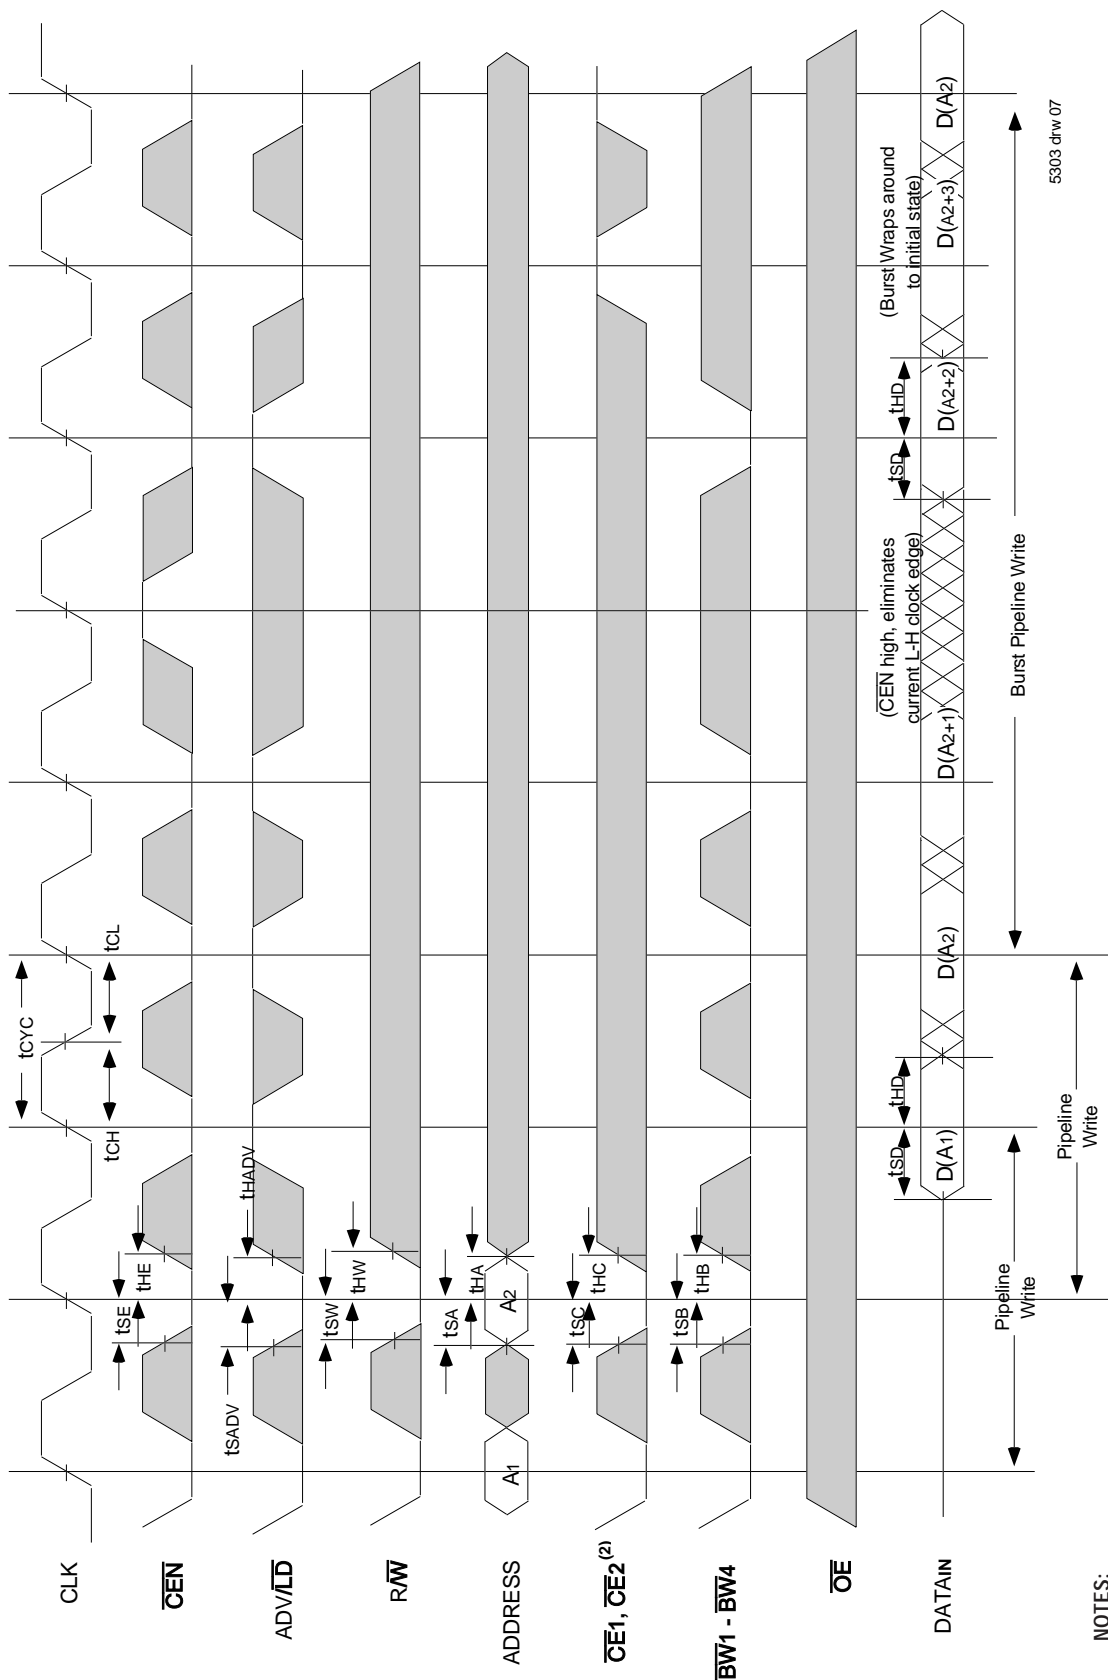 tCYC
tCH
tCL
CLK
tSE
tHE
CEN
tSADV
tHADV
ADV/LD
tSW
tHW
R/W
tSA
tHA
A1
A2
ADDRESS
tSC
tHC
CE1, CE2(2)
tSB
tHB
BW1 - BW4
OE
(CEN high, eliminates
current L-H clock edge)
(Burst Wraps around
to initial state)
tSD
tHD
tSD
tHD
D(A1)
D(A2)
D(A2+1)
D(A2+2)
D(A2+3)
D(A2)
DATAIN
Pipeline
Write
Burst Pipeline Write
Pipeline
Write
5303 drw 07
NOTES: